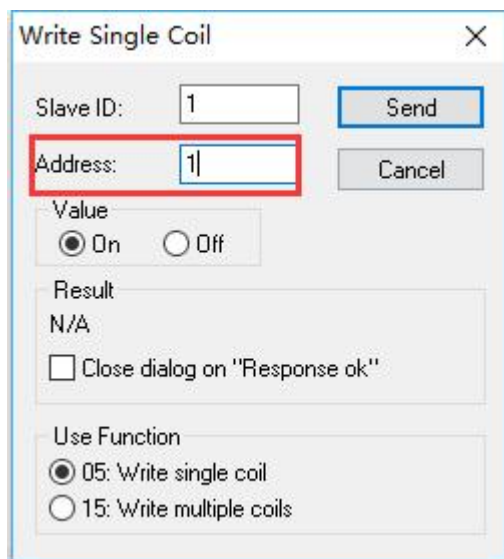 Write Single Coil
Slave ID: 1 Send
Address: 1 Cancel
Value
On Off
Result
N/A
Close dialog on "Response ok"
Use Function
05: Write single coil
15: Write multiple coils